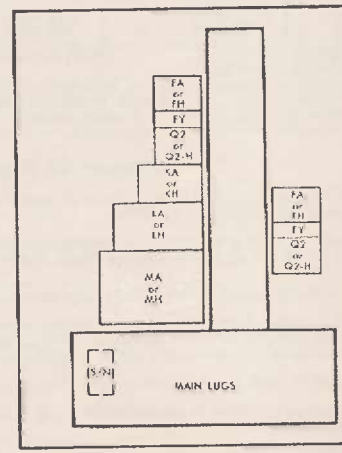 FA
or
FH
FY
Q2
or
Q2-H
KA
or
KH
LA
or
LH
MA
or
MH
FA
or
FH
FY
Q2
or
Q2-H
S/N
MAIN LUGS